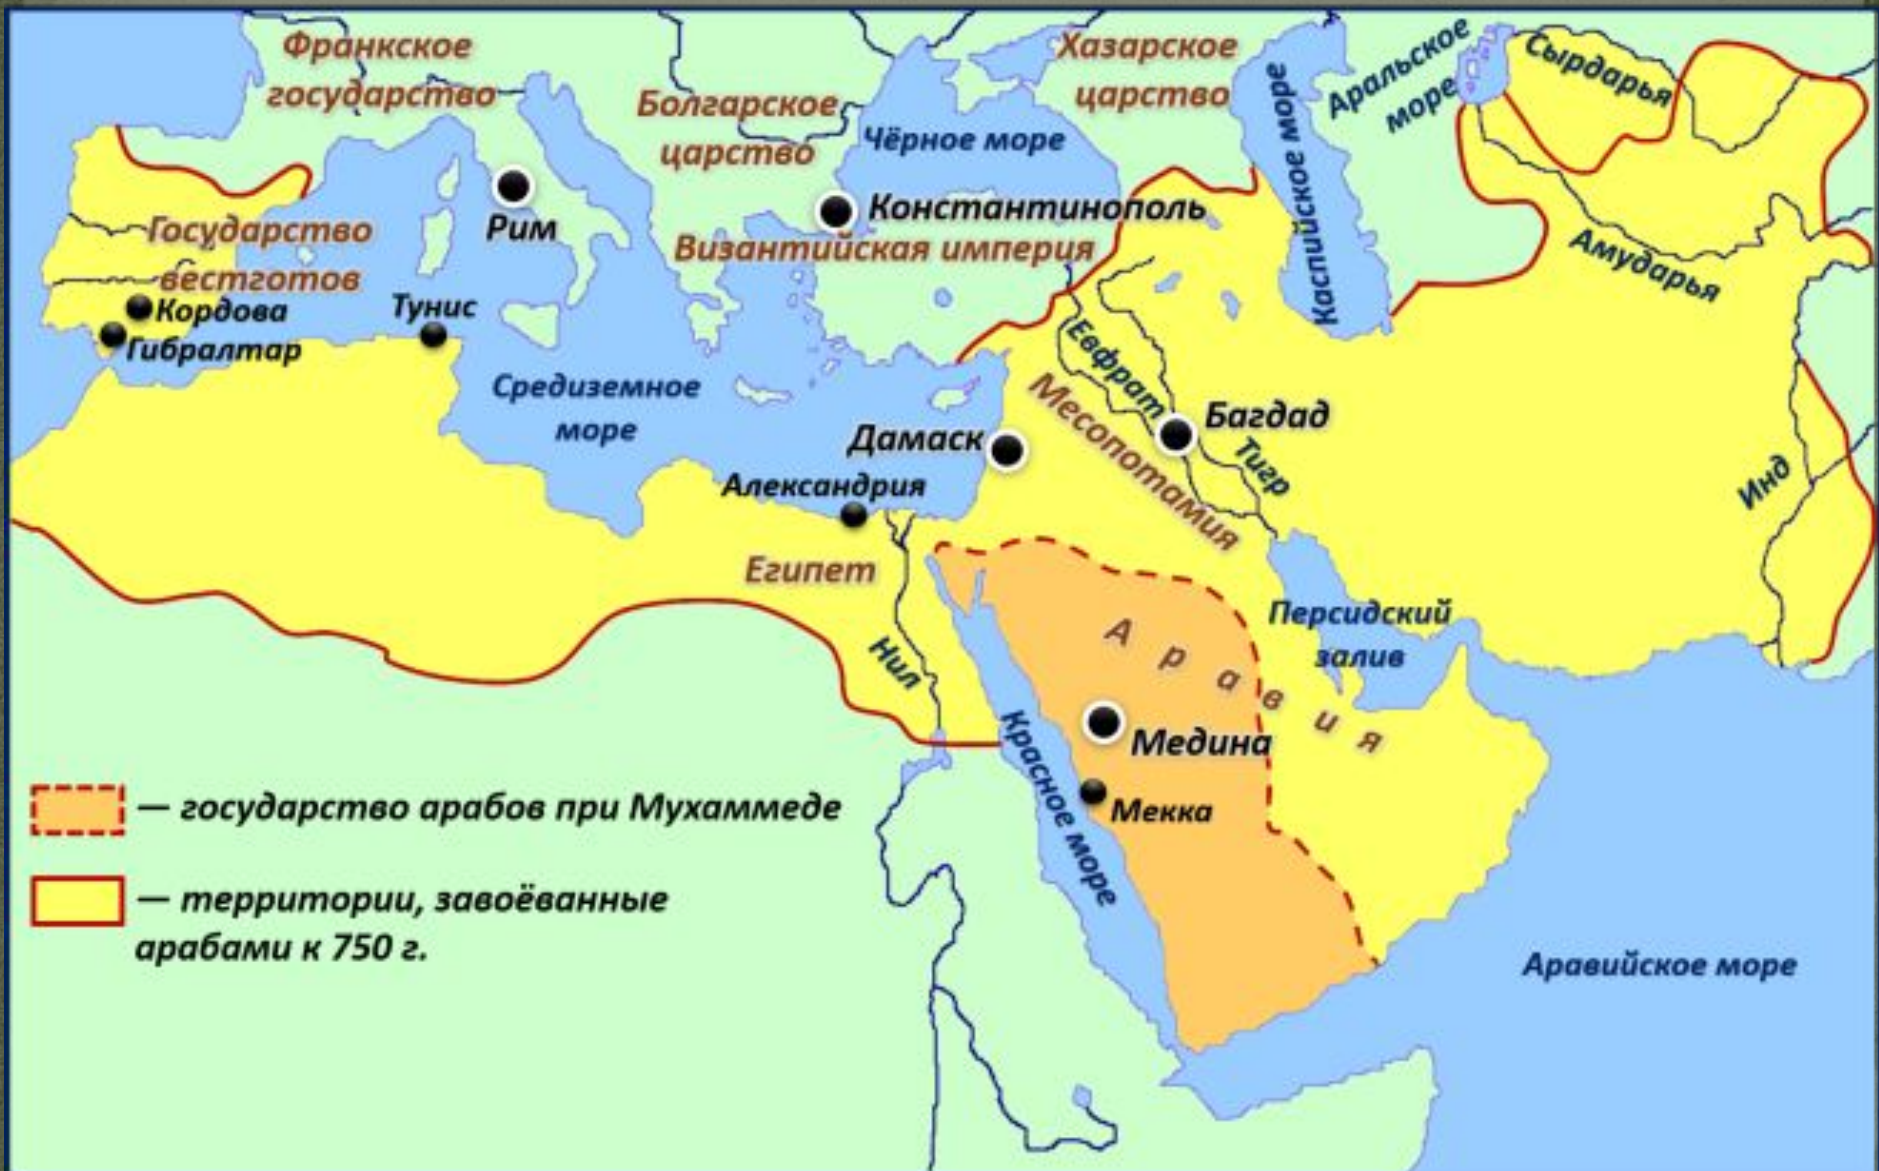 Франкское
государство
Хазарское
царство
Аральское
море
Сырдарья
Болгарское
царство
Чёрное море
Каспийское море
Рим
Константинополь
Государство
вестготов
Византийская империя
Амударья
Кордова
Тунис
Гибралтар
Евфрат
Средиземное
море
Месопотамия
Багдад
Дамаск
Тигр
Инд
Александрия
Египет
Персидский
залив
Аравия
Нил
Красное море
Медина
Мекка
— государство арабов при Мухаммеде
— территории, завоёванные
арабами к 750 г.
Аравийское море